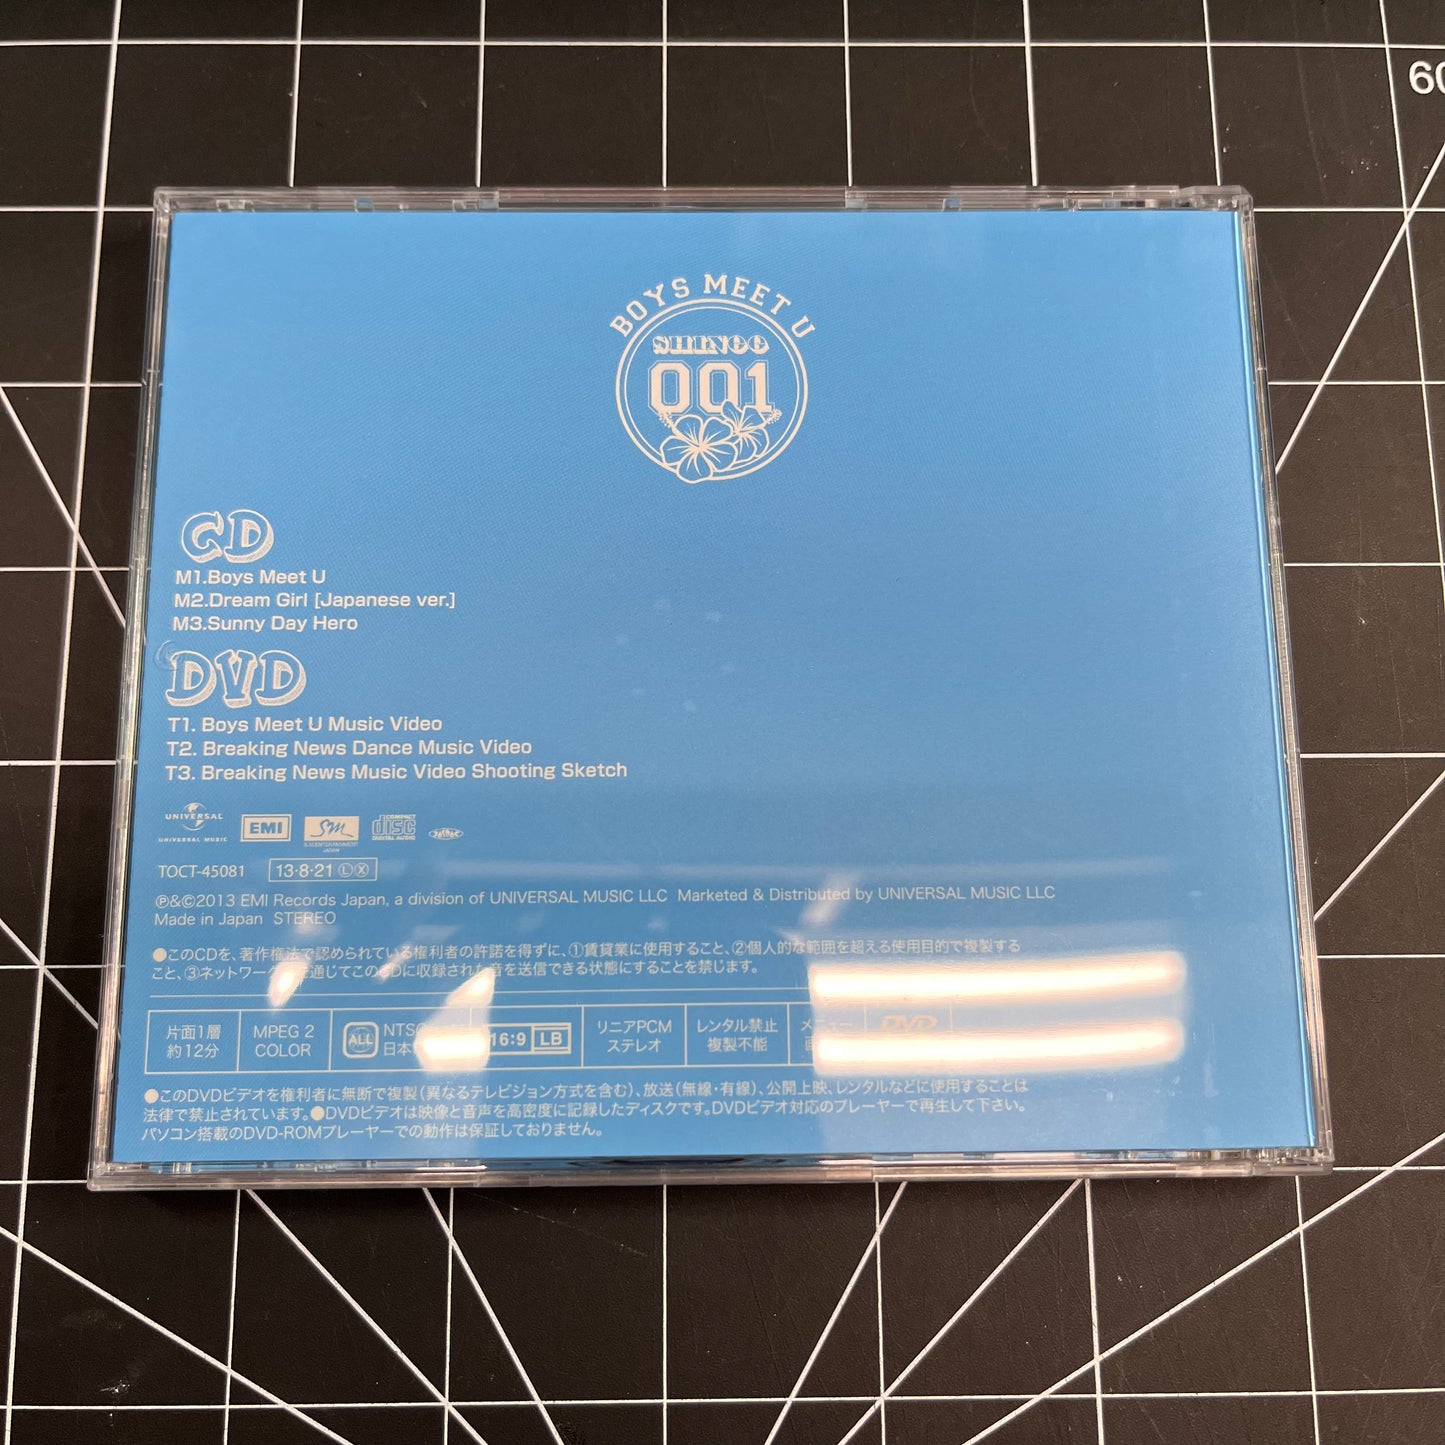 60
BOYS MEET U
SHINee
001
CD
M1.Boys Meet U
M2.Dream Girl [Japanese ver.]
M3.Sunny Day Hero
DVD
T1. Boys Meet U Music Video
T2. Breaking News Dance Music Video
T3. Breaking News Music Video Shooting Sketch
UNIVERSAL
UNIVERSAL MUSIC
EMI
SM
S.M.ENTERTAINMENT
JAPAN
COMPACT
disc
DIGITAL AUDIO
TOCT-45081
13・8・21 Ⓛ Ⓧ
℗&©2013 EMI Records Japan, a division of UNIVERSAL MUSIC LLC Marketed & Distributed by UNIVERSAL MUSIC LLC
Made in Japan STEREO
●このCDを、著作権法で認められている権利者の許諾を得ずに、①賃貸業に使用すること、②個人的な範囲を超える使用目的で複製する
こと、③ネットワーク 通じてこのCDに収録された音を送信できる状態にすることを禁じます。
片面1層
約12分
MPEG 2
COLOR
ALL
NTSC
日本
16:9 LB
リニアPCM
ステレオ
レンタル禁止
複製不能
メニュー
DVD
●このDVDビデオを権利者に無断で複製(異なるテレビジョン方式を含む)、放送(無線・有線)、公開上映、レンタルなどに使用することは
法律で禁止されています。●DVDビデオは映像と音声を高密度に記録したディスクです。DVDビデオ対応のプレーヤーで再生して下さい。
パソコン搭載のDVD-ROMプレーヤーでの動作は保証しておりません。